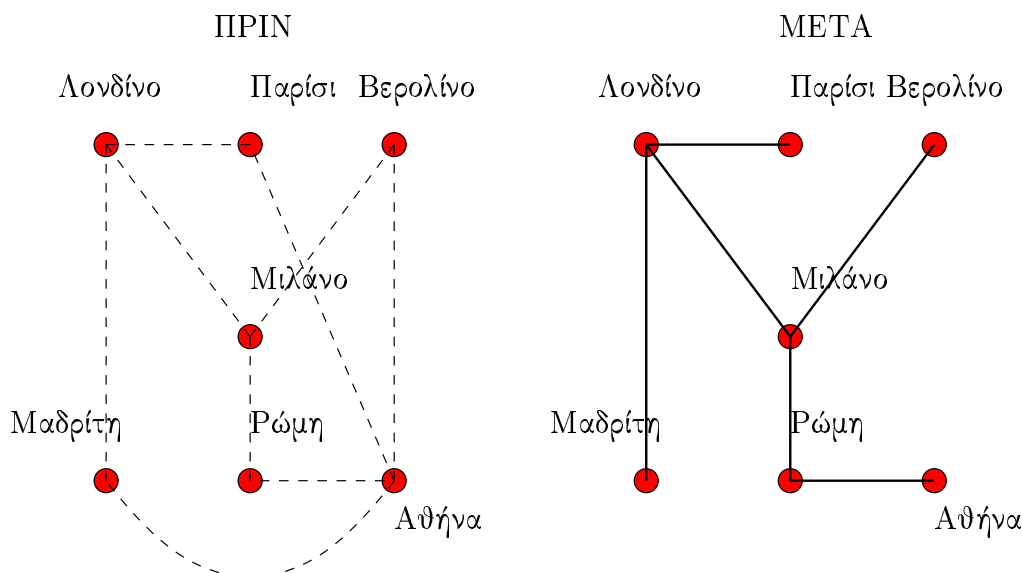 ΠΡΙΝ ΜΕΤΑ
Λονδίνο Παρίσι Βερολίνο Λονδίνο Παρίσι Βερολίνο
Μιλάνο Μιλάνο
Μαδρίτη Ρώμη Μαδρίτη Ρώμη
Αθήνα Αθήνα